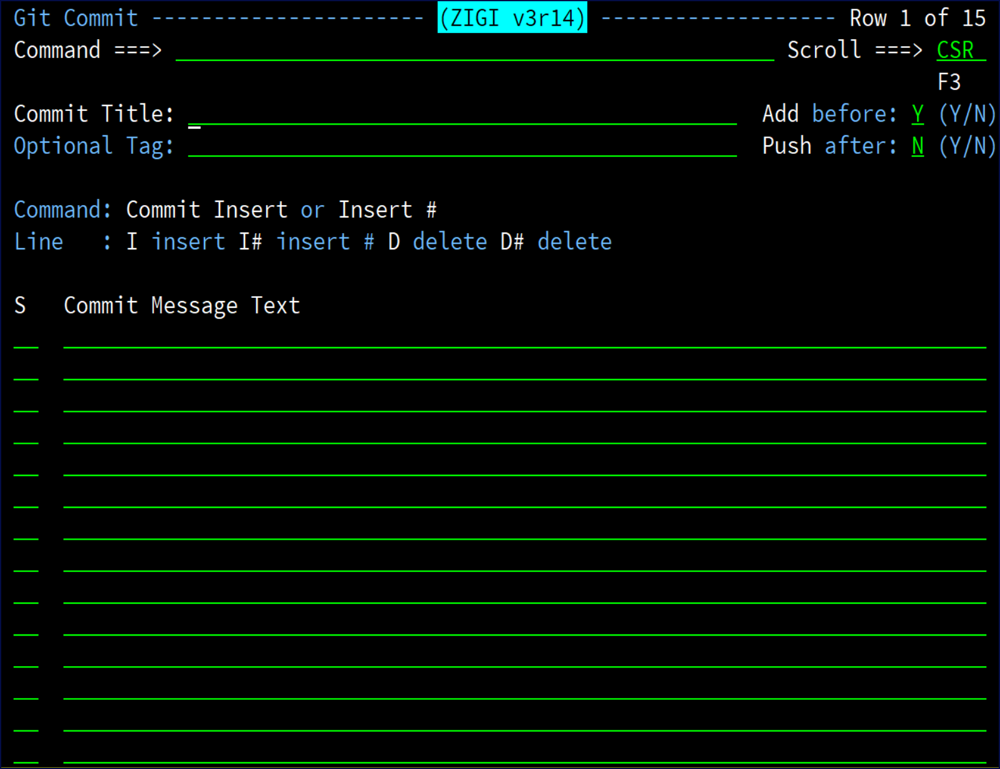 Git Commit ---------------------- (ZIGI v3r14) ------------------- Row 1 of 15
Command ===> Scroll ===> CSR
F3
Commit Title: Add before: Y (Y/N)
Optional Tag: Push after: N (Y/N)
Command: Commit Insert or Insert #
Line : I insert I# insert # D delete D# delete
S Commit Message Text